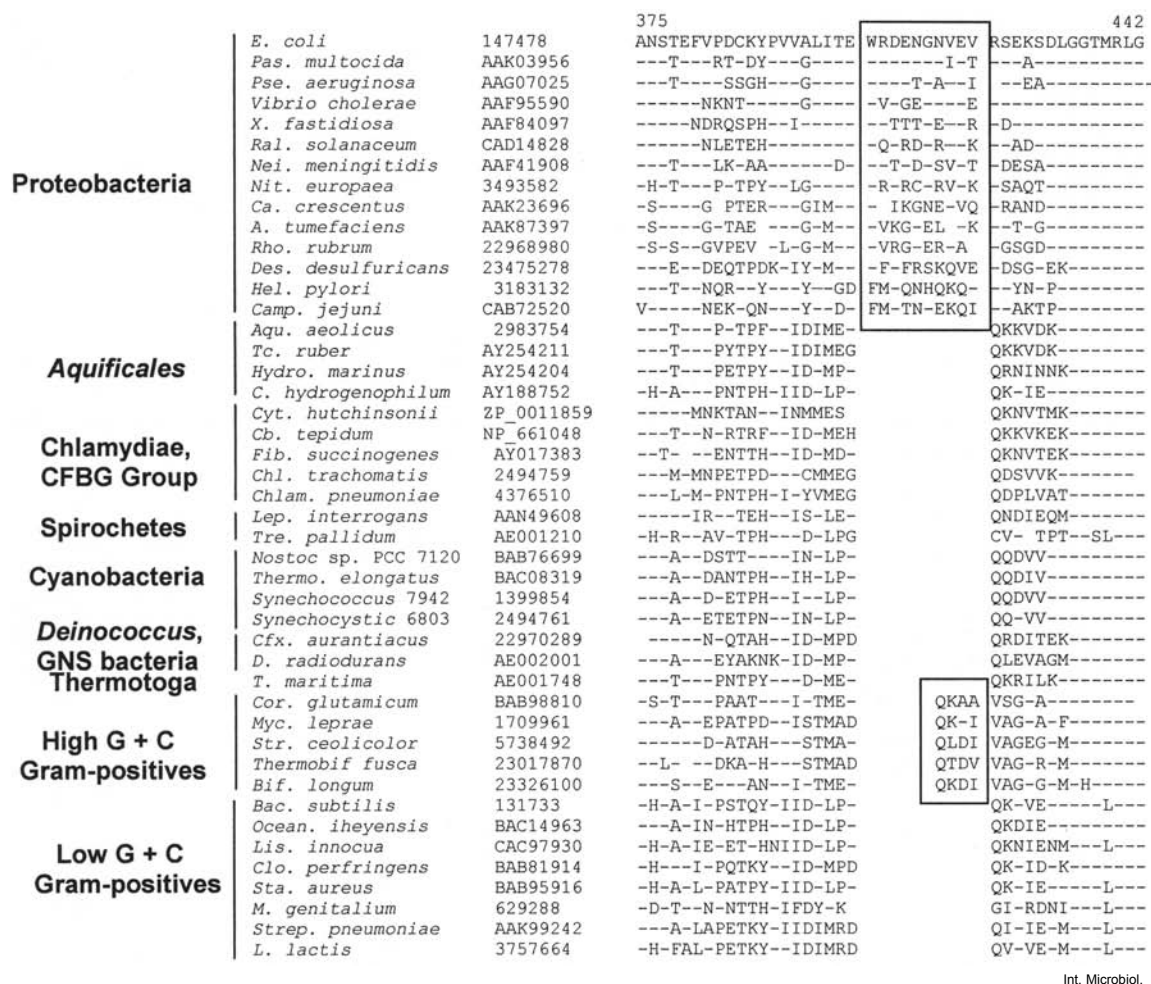 375 442
E. coli 147478 ANSTEFVPDCKYPVVALITE WRDENGNVEV RSEKSDLGGTMRLG
Pas. multocida AAK03956 ---T---RT-DY---G---- -------I-T ---A----------
Pse. aeruginosa AAG07025 ---T----SSGH---G---- ----T-A--I ---EA-----------
Vibrio cholerae AAF95590 ------NKNT-----G---- -V-GE----E --------------
X. fastidiosa AAF84097 -----NDRQSPH--I----- --TTT-E--R -D------------
Ral. solanaceum CAD14828 ------NLETEH-------- -Q-RD-R--K --AD----------
Nei. meningitidis AAF41908 ---T---LK-AA-----D-- --T-D-SV-T -DESA---------
Proteobacteria
Nit. europaea 3493582 -H-T---P-TPY--LG---- -R-RC-RV-K -SAQT---------
Ca. crescentus AAK23696 -S----G PTER---GIM-- - IKGNE-VQ -RAND---------
A. tumefaciens AAK87397 -S----G-TAE ---G-M-- -VKG-EL -K --T-G---------
Rho. rubrum 22968980 -S--S-GVPEV -L-G-M-- -VRG-ER-A -GSGD---------
Des. desulfuricans 23475278 ---E--DEQTPDK-IY-M-- -F-FRSKQVE -DSG-EK-------
Hel. pylori 3183132 ---T--NQR--Y---Y--GD FM-QNHQKQ- --YN-P--------
Camp. jejuni CAB72520 V-----NEK-QN---Y--D- FM-TN-EKQI --AKTP--------
Aqu. aeolicus 2983754 ---T---P-TPF--IDIME- QKKVDK--------
Tc. ruber AY254211 ---T---PYTPY--IDIMEG QKKVDK--------
Aquificales
Hydro. marinus AY254204 ---T---PETPY--ID-MP- QRNINNK-------
C. hydrogenophilum AY188752 -H-A---PNTPHII-D-LP- QK-IE---------
Cyt. hutchinsonii ZP_0011859 -----MNKTAN--INMMES QKNVTMK-------
Cb. tepidum NP_661048 ---T--N-RTRF--ID-MEH QKKVKEK-------
Chlamydiae,
Fib. succinogenes AY017383 --T- --ENTTH--ID-MD- QKNVTEK-------
CFBG Group
Chl. trachomatis 2494759 ---M-MNPETPD---CMMEG QDSVVK-------
Chlam. pneumoniae 4376510 ---L-M-PNTPH-I-YVMEG QDPLVAT-------
Lep. interrogans AAN49608 -----IR--TEH--IS-LE- QNDIEQM-------
Spirochetes
Tre. pallidum AE001210 -H-R--AV-TPH---D-LPG CV- TPT--SL---
Nostoc sp. PCC 7120 BAB76699 ---A--DSTT----IN-LP- QQDVV---------
Cyanobacteria
Thermo. elongatus BAC08319 ---A--DANTPH--IH-LP- QQDIV---------
Synechococcus 7942 1399854 ---A--D-ETPH--I--LP- QQDVV---------
Synechocystic 6803 2494761 ---A--ETETPN--IN-LP- QQ-VV---------
Deinococcus,
Cfx. aurantiacus 22970289 -----N-QTAH--ID-MPD QRDITEK-------
GNS bacteria
D. radiodurans AE002001 ---A---EYAKNK-ID-MP- QLEVAGM-------
Thermotoga
T. maritima AE001748 ---T---PNTPY--D-ME- QKRILK--------
Cor. glutamicum BAB98810 -S-T---PAAT---I-TME- QKAA VSG-A---------
Myc. leprae 1709961 ---A--EPATPD--ISTMAD QK-I VAG-A-F-------
High G + C
Str. ceolicolor 5738492 ------D-ATAH---STMA- QLDI VAGEG-M-------
Gram-positives
Thermobif fusca 23017870 --L- --DKA-H---STMAD QTDV VAG-R-M-------
Bif. longum 23326100 ---S--E---AN--I-TME- QKDI VAG-G-M-H-----
Bac. subtilis 131733 -H-A-I-PSTQY-IID-LP- QK-VE-----L---
Ocean. iheyensis BAC14963 ---A-IN-HTPH--ID-LP- QKDIE---------
Lis. innocua CAC97930 -H-A-IE-ET-HNIID-LP- QKNIENM---L---
Low G + C
Clo. perfringens BAB81914 -H---I-PQTKY-IID-MPD QK-ID-K-------
Gram-positives
Sta. aureus BAB95916 -H-A-L-PATPY-IID-LP- QK-IE-----L---
M. genitalium 629288 -D-T--N-NTTH-IFDY-K GI-RDNI---L---
Strep. pneumoniae AAK99242 ---A-LAPETKY-IIDIMRD QI-IE-M---L---
L. lactis 3757664 -H-FAL-PETKY--IDIMRD QV-VE-M---L---
Int. Microbiol.